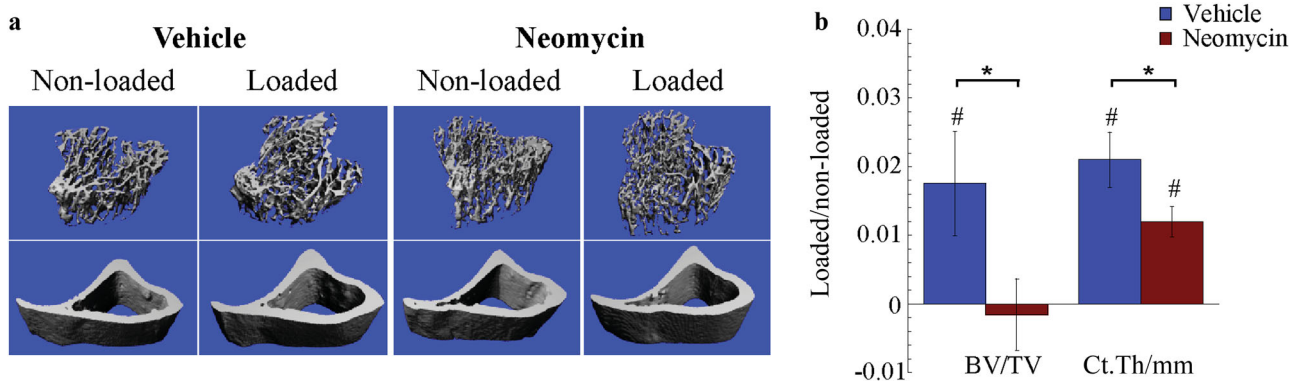 a
Vehicle Neomycin
Non-loaded Loaded Non-loaded Loaded
b
Vehicle
Neomycin
Loaded/non-loaded
0.04
0.03
0.02
0.01
0
-0.01
* *
# # #
BV/TV Ct.Th/mm